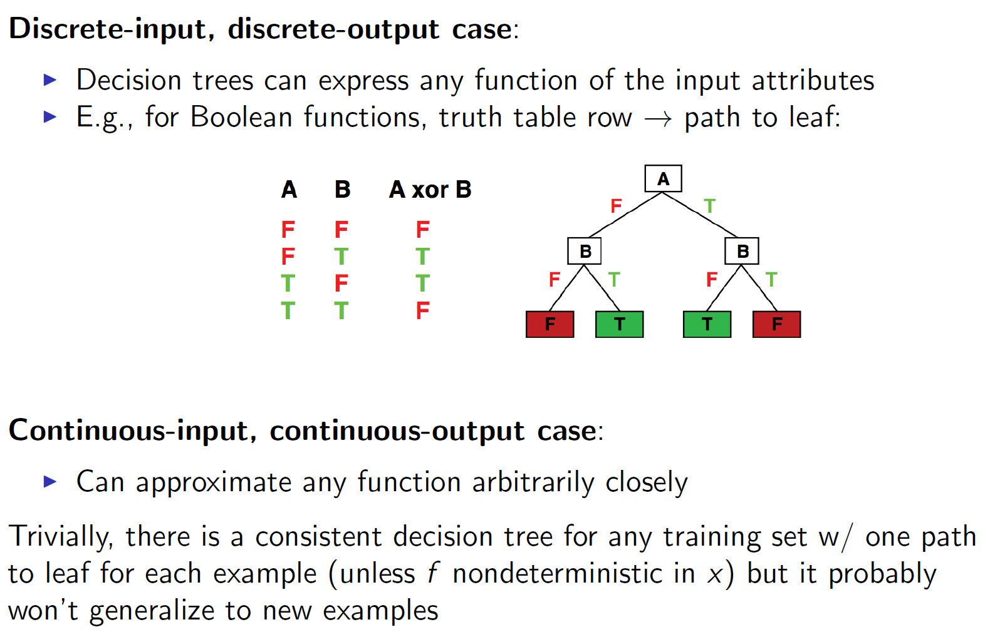 Discrete-input, discrete-output case:
▶ Decision trees can express any function of the input attributes
▶ E.g., for Boolean functions, truth table row → path to leaf:
A B A xor B
F F F
F T T
T F T
T T F
A
F T
B B
F T F T
F T T F
Continuous-input, continuous-output case:
▶ Can approximate any function arbitrarily closely
Trivially, there is a consistent decision tree for any training set w/ one path
to leaf for each example (unless f nondeterministic in x) but it probably
won't generalize to new examples